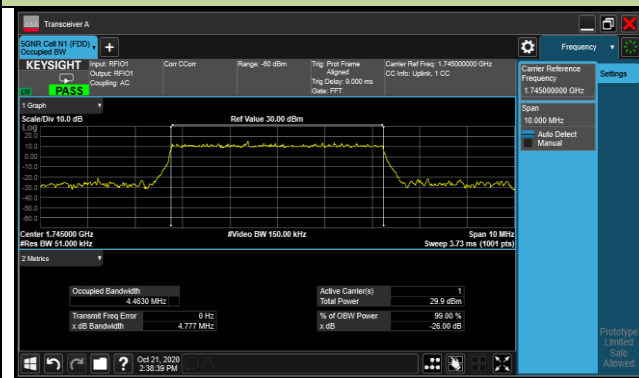 Transceiver A
5GNR Cell N1 (FDD)
Occupied BW
KEYSIGHT
LU
PASS
Input: RFIO1
Output: RFIO1
Coupling: AC
Corr CCorr
Range: -60 dBm
Trig: Prot Frame
Aligned
Trig Delay: 9.000 ms
Gate: FFT
Carrier Ref Freq: 1.745000000 GHz
CC Info: Uplink, 1 CC
Frequency
Settings
Carrier Reference
Frequency
1.745000000 GHz
Span
10.000 MHz
Auto Detect
Manual
1 Graph
Scale/Div 10.0 dB
Ref Value 30.00 dBm
Log
20.0
10.0
0.00
-10.0
-20.0
-30.0
-40.0
-50.0
-60.0
Center 1.745000 GHz
#Video BW 150.00 kHz
Span 10 MHz
#Res BW 51.000 kHz
Sweep 3.73 ms (1001 pts)
2 Metrics
Occupied Bandwidth
4.4630 MHz
Active Carrier(s) 1
Total Power 29.9 dBm
Transmit Freq Error 0 Hz
x dB Bandwidth 4.777 MHz
% of OBW Power 99.00 %
x dB -26.00 dB
Prototype
Limited
Sale
Allowed
?
Oct 21, 2020
2:38:39 PM